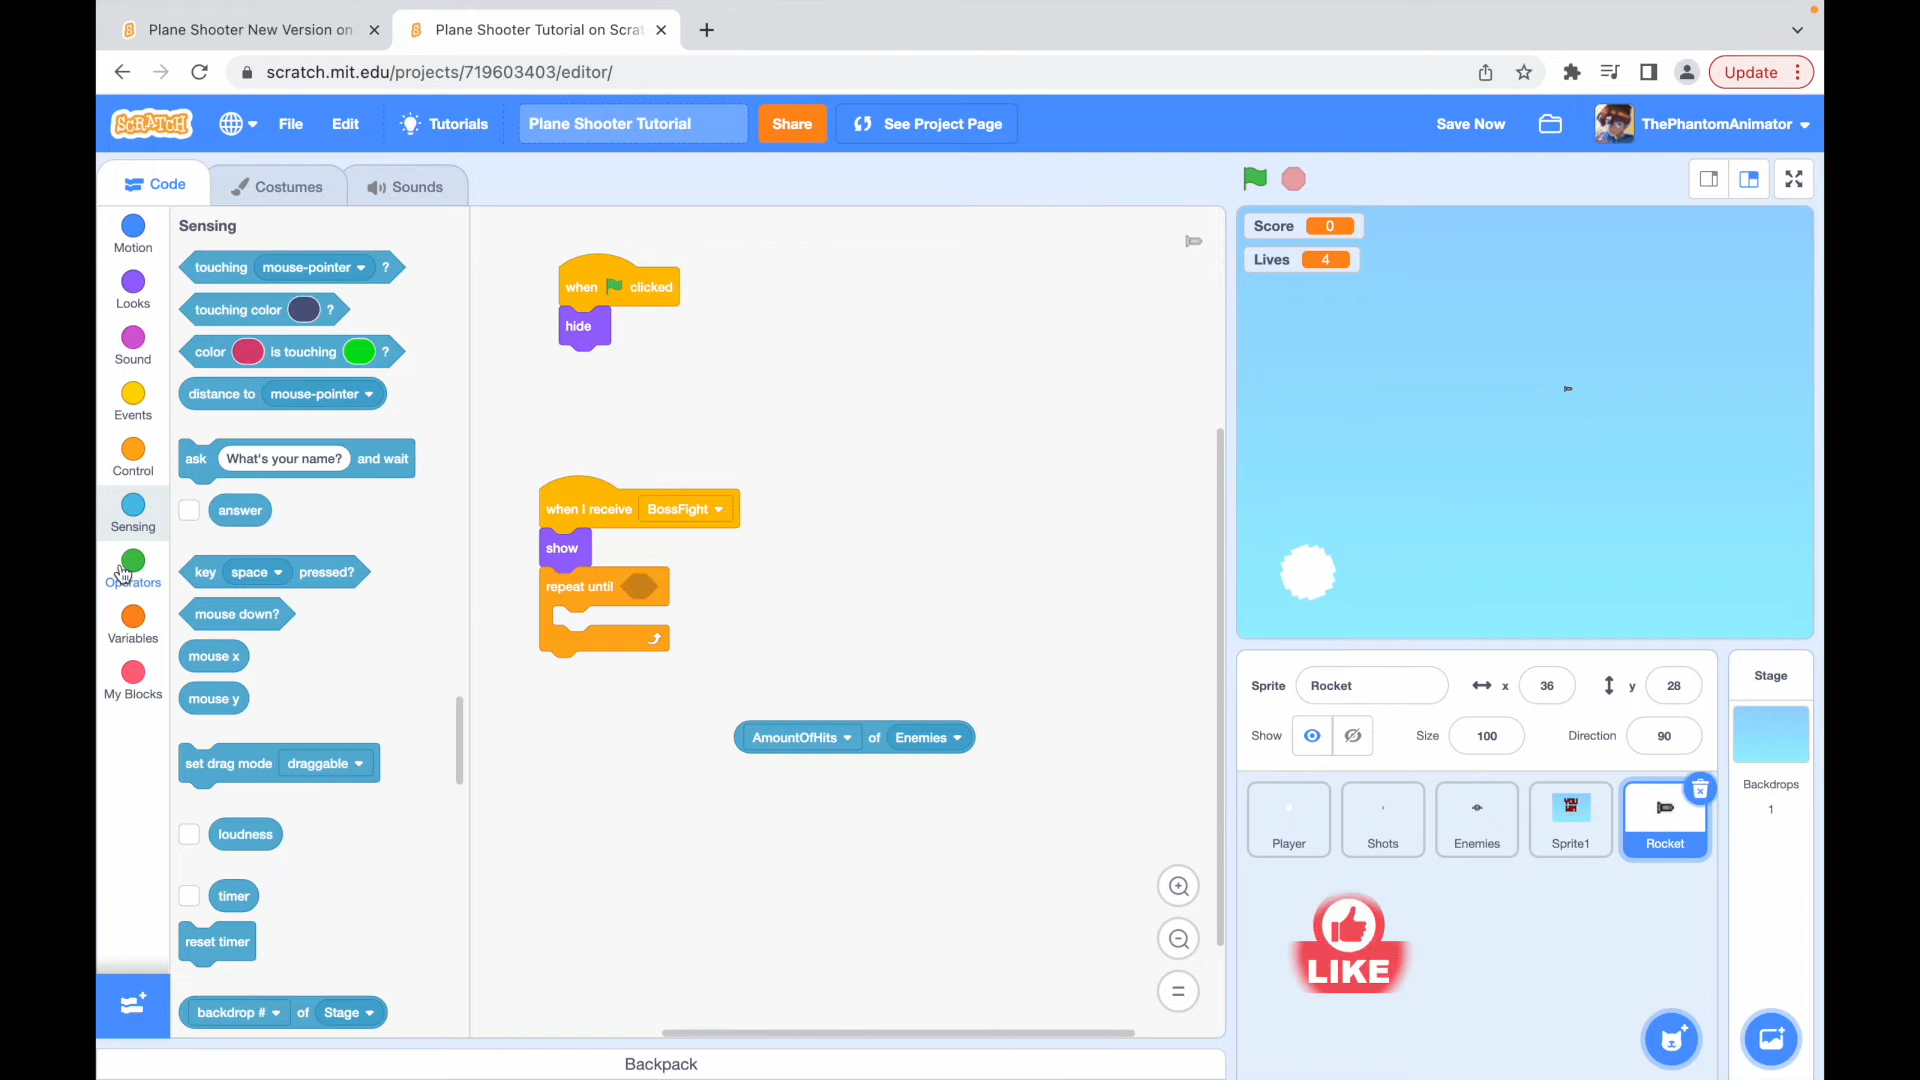 Plane Shooter New Version on
Plane Shooter Tutorial on Scrat
scratch.mit.edu/projects/719603403/editor/
Update
SCRATCH
File
Edit
Tutorials
Plane Shooter Tutorial
Share
See Project Page
Save Now
ThePhantomAnimator
Code
Costumes
Sounds
Motion
Looks
Sound
Events
Control
Sensing
Operators
Variables
My Blocks
Sensing
touching mouse-pointer ?
touching color ?
color is touching ?
distance to mouse-pointer
ask What's your name? and wait
answer
key space pressed?
mouse down?
mouse x
mouse y
set drag mode draggable
loudness
timer
reset timer
backdrop # of Stage
when clicked
hide
when I receive BossFight
show
repeat until
AmountOfHits of Enemies
Backpack
Score 0
Lives 4
Sprite Rocket x 36 y 28
Show Size 100 Direction 90
YOU
WIN
Player
Shots
Enemies
Sprite1
Rocket
LIKE
Stage
Backdrops
1